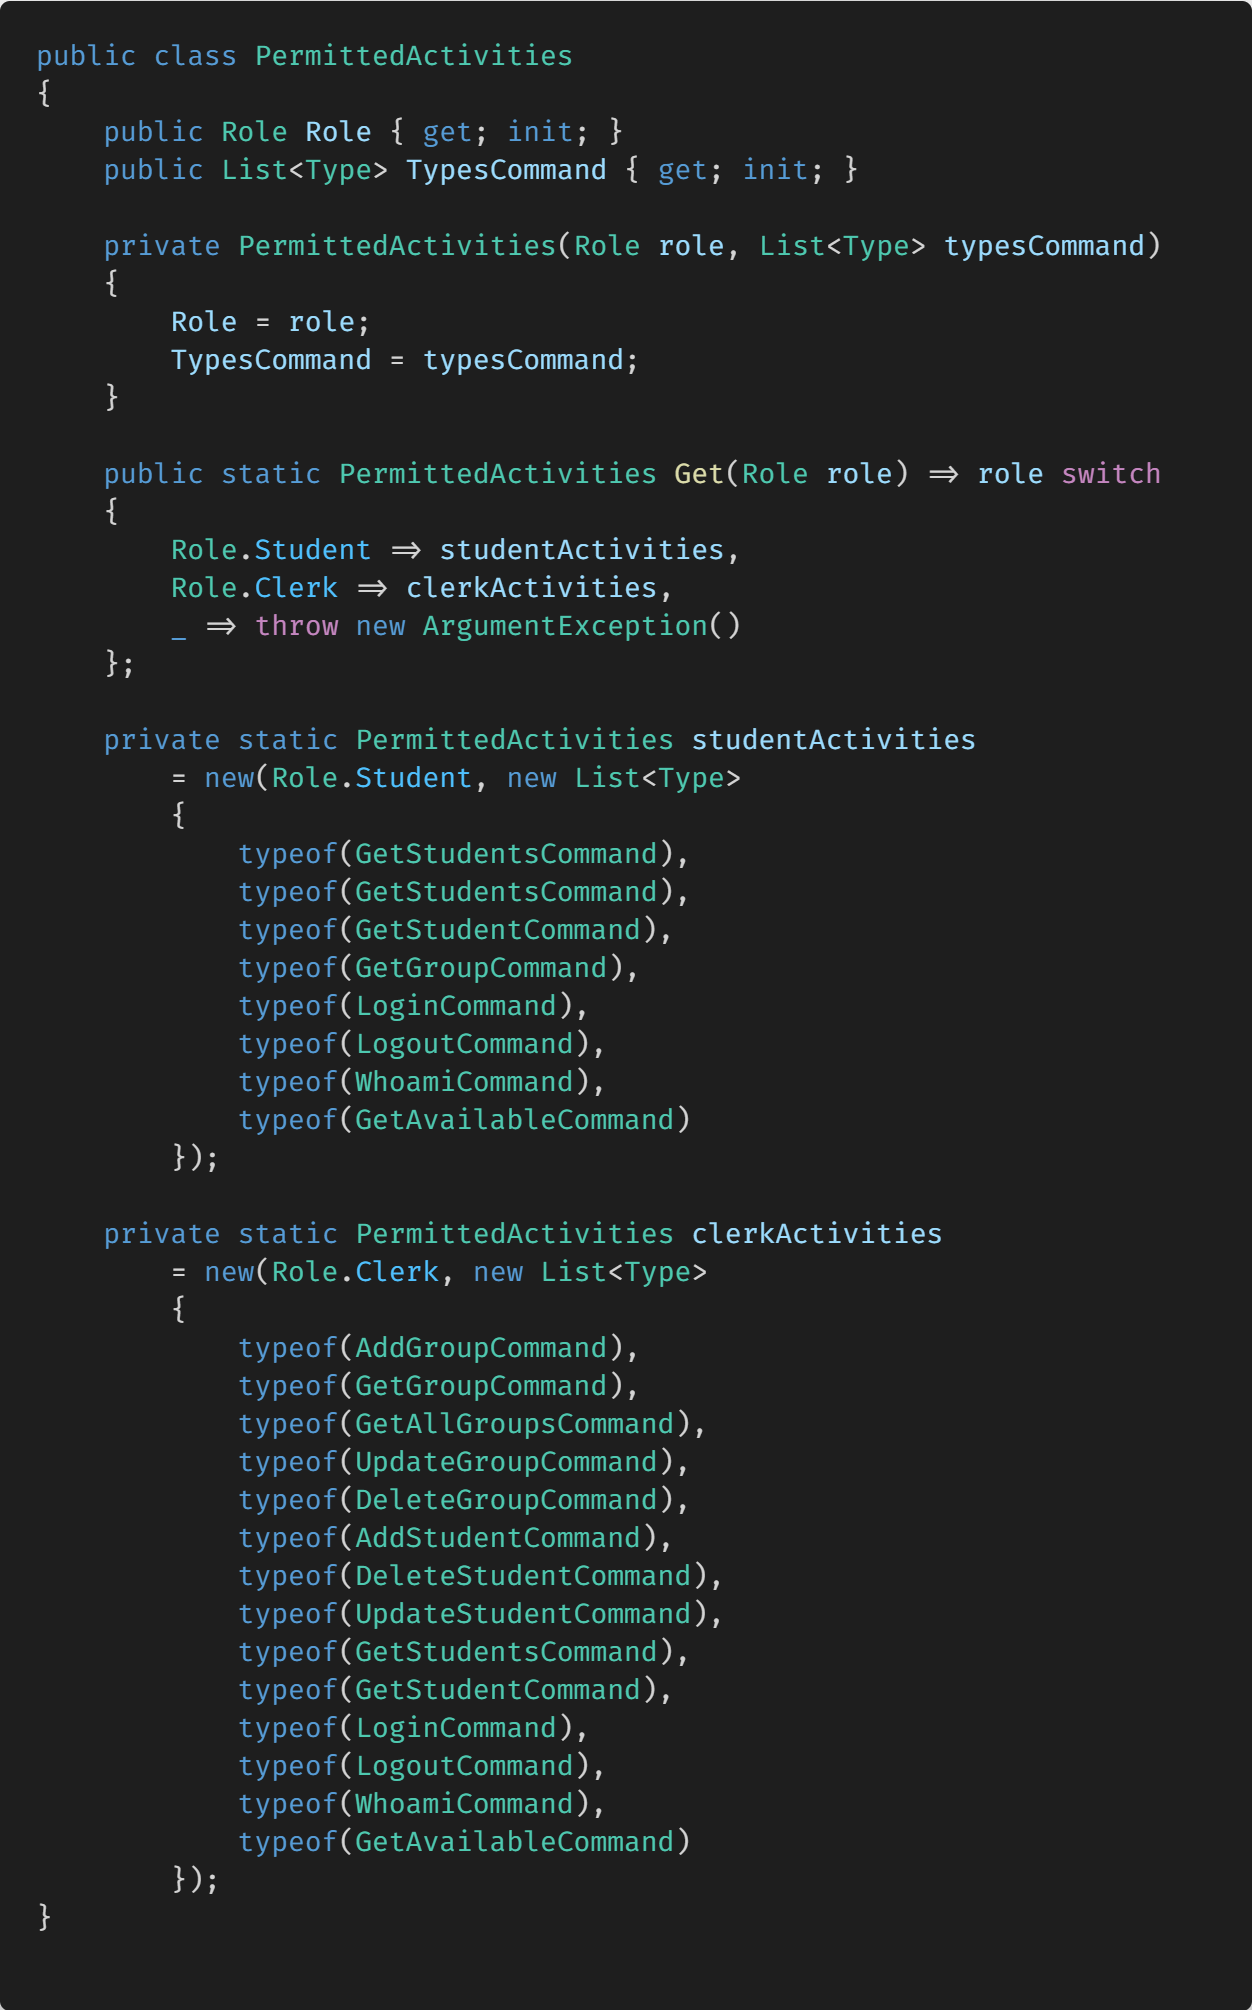 public class PermittedActivities
{
    public Role Role { get; init; }
    public List<Type> TypesCommand { get; init; }

    private PermittedActivities(Role role, List<Type> typesCommand)
    {
        Role = role;
        TypesCommand = typesCommand;
    }

    public static PermittedActivities Get(Role role) => role switch
    {
        Role.Student => studentActivities,
        Role.Clerk => clerkActivities,
        _ => throw new ArgumentException()
    };

    private static PermittedActivities studentActivities
        = new(Role.Student, new List<Type>
        {
            typeof(GetStudentsCommand),
            typeof(GetStudentsCommand),
            typeof(GetStudentCommand),
            typeof(GetGroupCommand),
            typeof(LoginCommand),
            typeof(LogoutCommand),
            typeof(WhoamiCommand),
            typeof(GetAvailableCommand)
        });

    private static PermittedActivities clerkActivities
        = new(Role.Clerk, new List<Type>
        {
            typeof(AddGroupCommand),
            typeof(GetGroupCommand),
            typeof(GetAllGroupsCommand),
            typeof(UpdateGroupCommand),
            typeof(DeleteGroupCommand),
            typeof(AddStudentCommand),
            typeof(DeleteStudentCommand),
            typeof(UpdateStudentCommand),
            typeof(GetStudentsCommand),
            typeof(GetStudentCommand),
            typeof(LoginCommand),
            typeof(LogoutCommand),
            typeof(WhoamiCommand),
            typeof(GetAvailableCommand)
        });
}